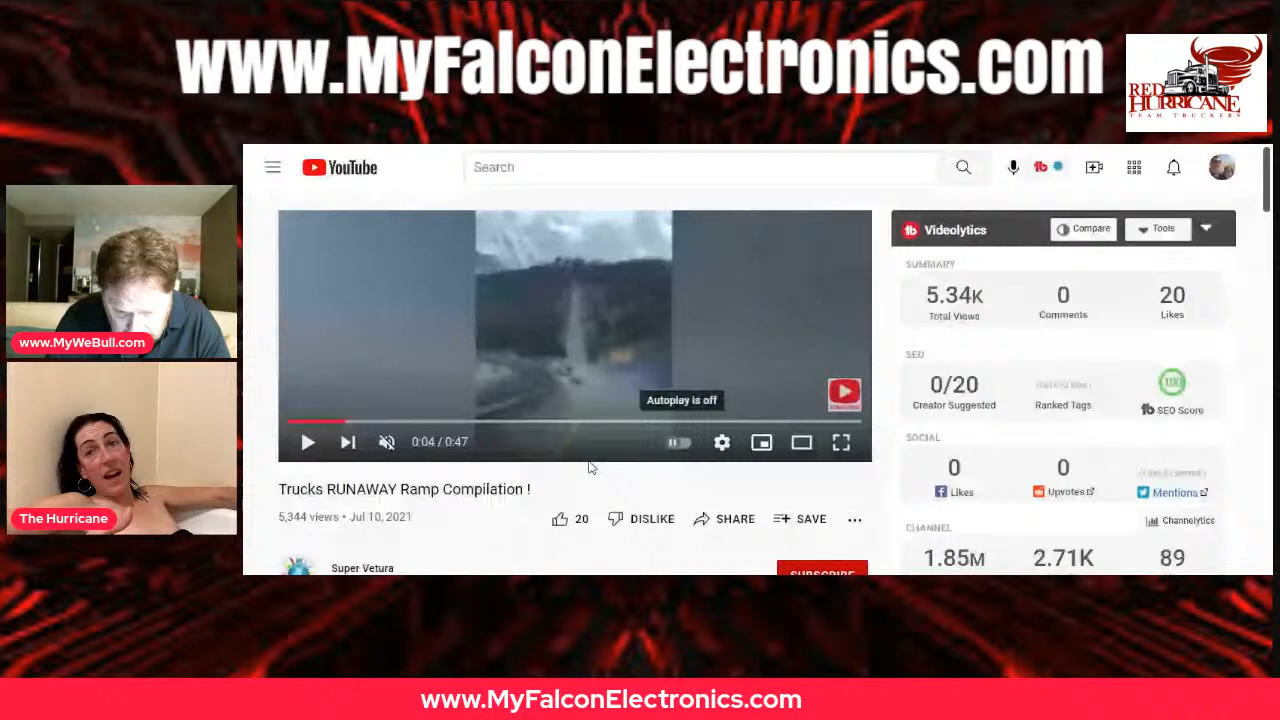 www.MyFalconElectronics.com
RED
HURRICANE
TEAM TRUCKERS
YouTube
Search
tb
Videolytics
Compare
Tools
SUMMARY
5.34K
0
20
Total Views
Comments
Likes
SEO
0/20
100
Creator Suggested
Ranked Tags
tb SEO Score
SOCIAL
0
0
Likes
Upvotes
Mentions
Channelytics
CHANNEL
1.85M
2.71K
89
Autoplay is off
0:04 / 0:47
Trucks RUNAWAY Ramp Compilation !
5,344 views • Jul 10, 2021
20
DISLIKE
SHARE
SAVE
Super Vetura
SUBSCRIBE
www.MyWeBull.com
The Hurricane
www.MyFalconElectronics.com